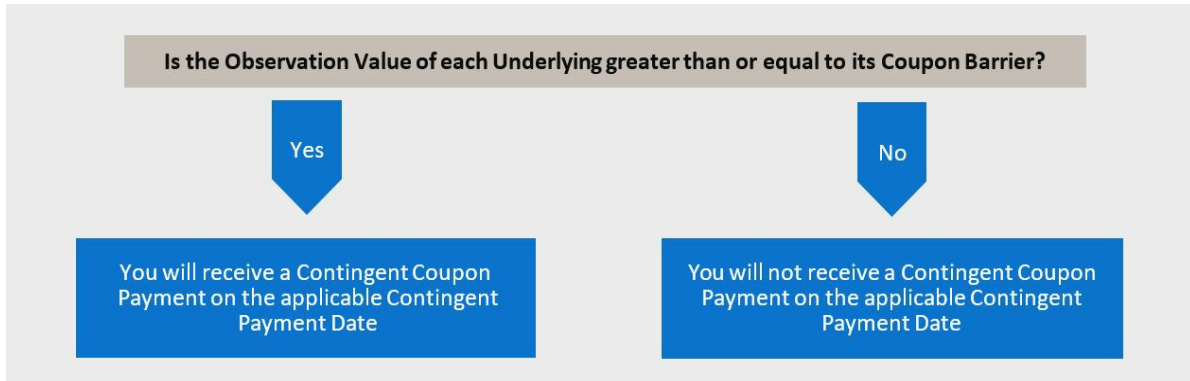 Is the Observation Value of each Underlying greater than or equal to its Coupon Barrier?
Yes
No
You will receive a Contingent Coupon
Payment on the applicable Contingent
Payment Date
You will not receive a Contingent Coupon
Payment on the applicable Contingent
Payment Date